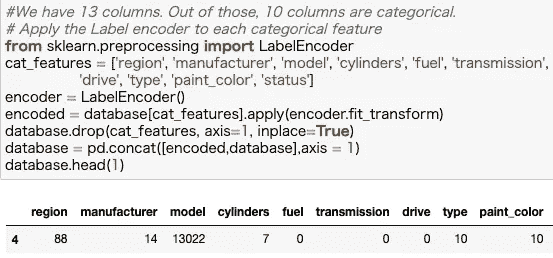 #We have 13 columns. Out of those, 10 columns are categorical.
# Apply the Label encoder to each categorical feature
from sklearn.preprocessing import LabelEncoder
cat_features = ['region', 'manufacturer', 'model', 'cylinders', 'fuel', 'transmission',
'drive', 'type', 'paint_color', 'status']
encoder = LabelEncoder()
encoded = database[cat_features].apply(encoder.fit_transform)
database.drop(cat_features, axis=1, inplace=True)
database = pd.concat([encoded,database],axis = 1)
database.head(1)
region manufacturer model cylinders fuel transmission drive type paint_color
4 88 14 13022 7 0 0 0 10 10